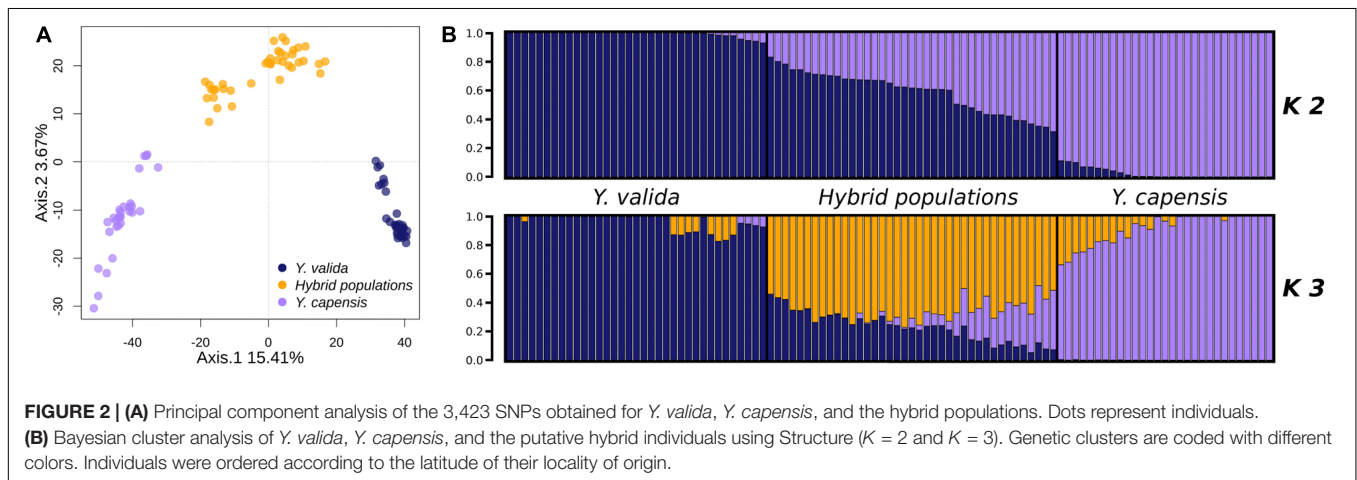 A
20
10
0
-10
-20
-30
Axis.2 3.67%
-40
-20
0
20
40
Axis.1 15.41%
Y. valida
Hybrid populations
Y. capensis
B
1.0
0.8
0.6
0.4
0.2
0.0
K 2
Y. valida
Hybrid populations
Y. capensis
1.0
0.8
0.6
0.4
0.2
0.0
K 3
FIGURE 2 | (A) Principal component analysis of the 3,423 SNPs obtained for Y. valida, Y. capensis, and the hybrid populations. Dots represent individuals.
(B) Bayesian cluster analysis of Y. valida, Y. capensis, and the putative hybrid individuals using Structure (K = 2 and K = 3). Genetic clusters are coded with different
colors. Individuals were ordered according to the latitude of their locality of origin.